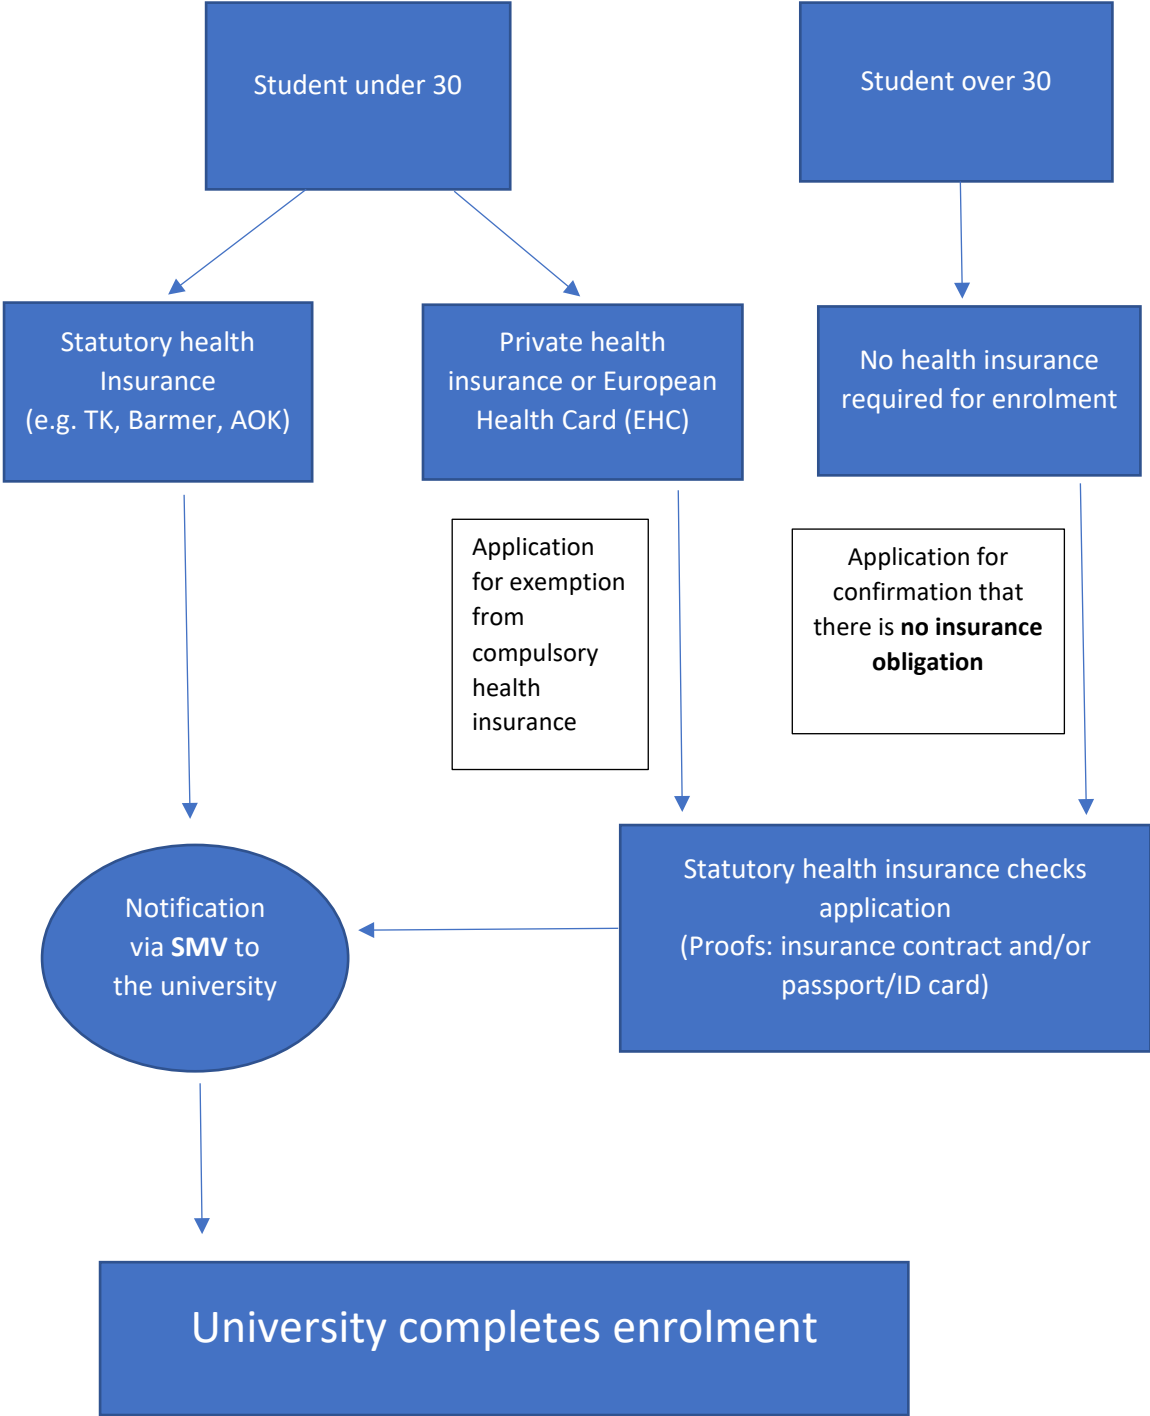 Student under 30
Student over 30
Statutory health
Insurance
(e.g. TK, Barmer, AOK)
Private health
insurance or European
Health Card (EHC)
No health insurance
required for enrolment
Application
for exemption
from
compulsory
health
insurance
Application for
confirmation that
there is no insurance
obligation
Notification
via SMV to
the university
Statutory health insurance checks
application
(Proofs: insurance contract and/or
passport/ID card)
University completes enrolment